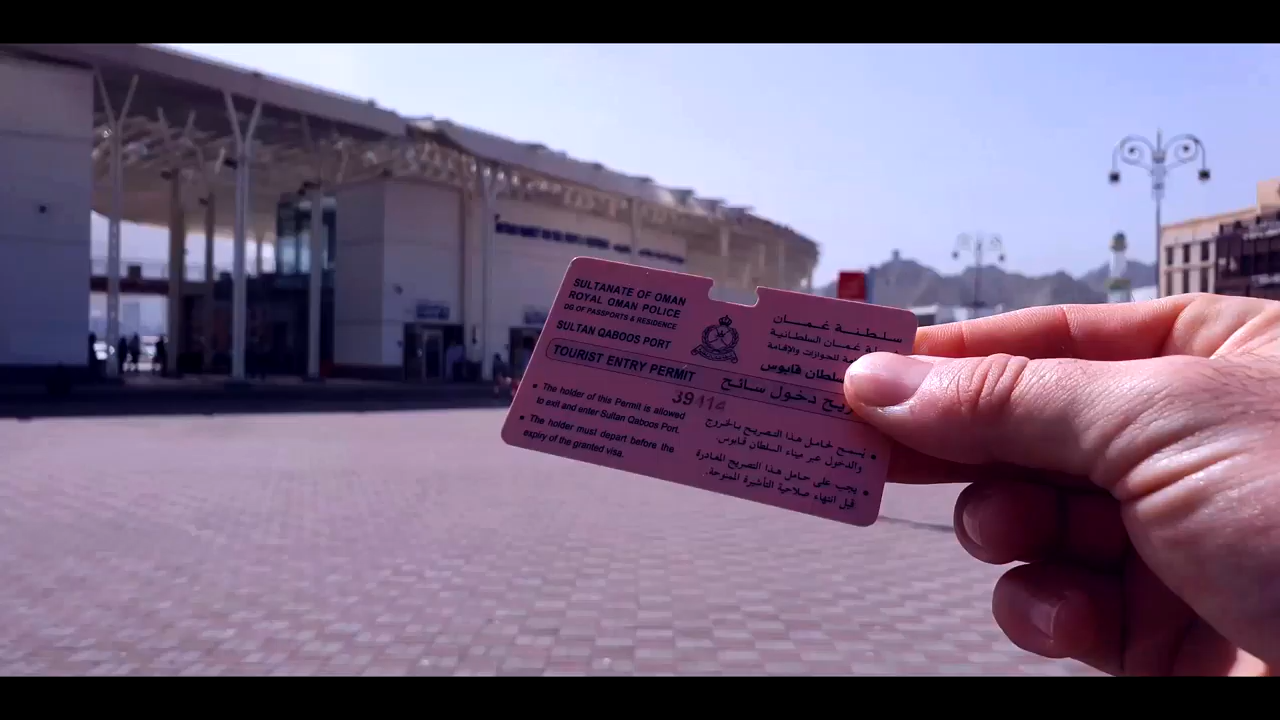 SULTANATE OF OMAN
ROYAL OMAN POLICE
DG OF PASSPORTS & RESIDENCE
SULTAN QABOOS PORT
سلطنة عمان
عمان السلطانية
للجوازات والإقامة
سلطان قابوس
TOURIST ENTRY PERMIT
دخول سائح
39414
The holder of this Permit is allowed
to exit and enter Sultan Qaboos Port.
The holder must depart before the
expiry of the granted visa.
يسمح لحامل هذا التصريح بالخروج
والدخول عبر ميناء السلطان قابوس.
يجب على حامل هذا التصريح المغادرة
قبل انتهاء صلاحية التأشيرة الممنوحة.